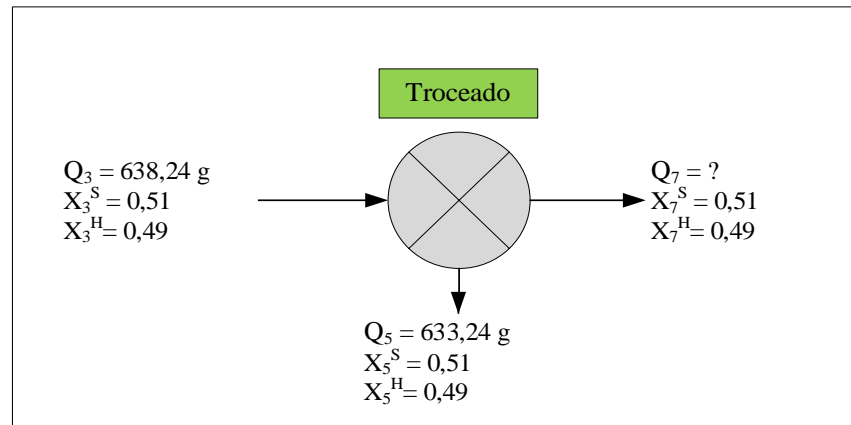 Troceado
Q₃ = 638,24 g
X₃ˢ = 0,51
X₃ᴴ= 0,49
Q₇ = ?
X₇ˢ = 0,51
X₇ᴴ= 0,49
Q₅ = 633,24 g
X₅ˢ = 0,51
X₅ᴴ= 0,49